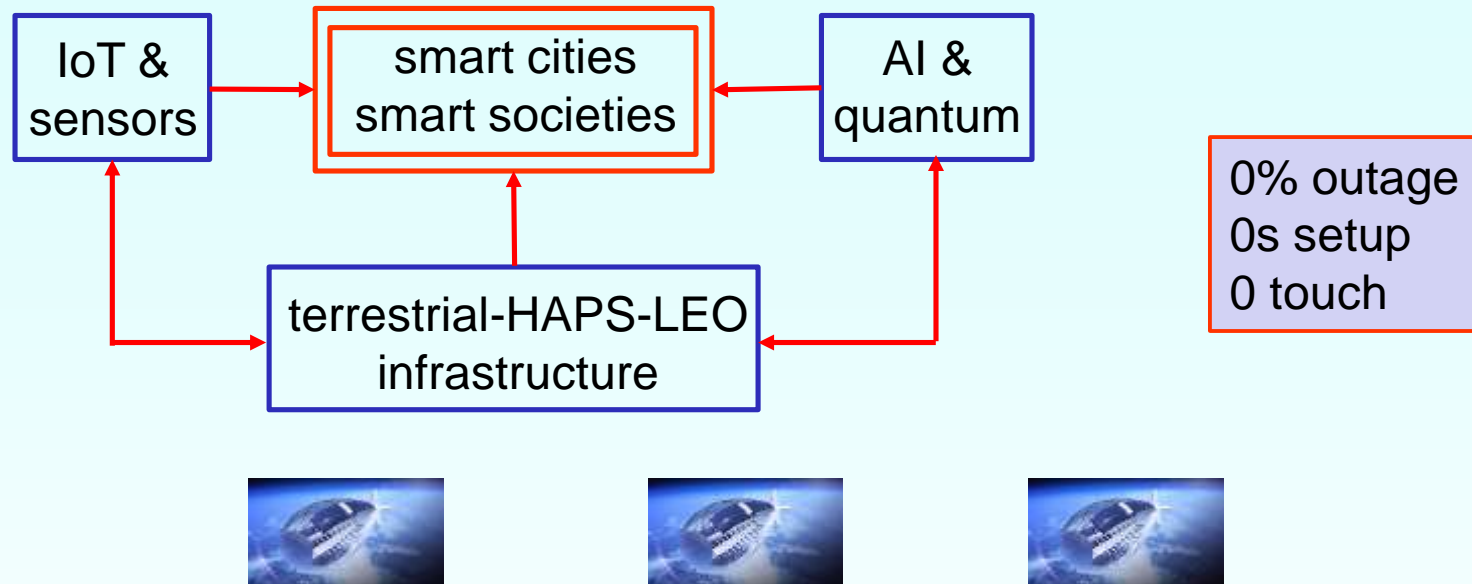 IoT &
sensors
smart cities
smart societies
AI &
quantum
0% outage
0s setup
0 touch
terrestrial-HAPS-LEO
infrastructure